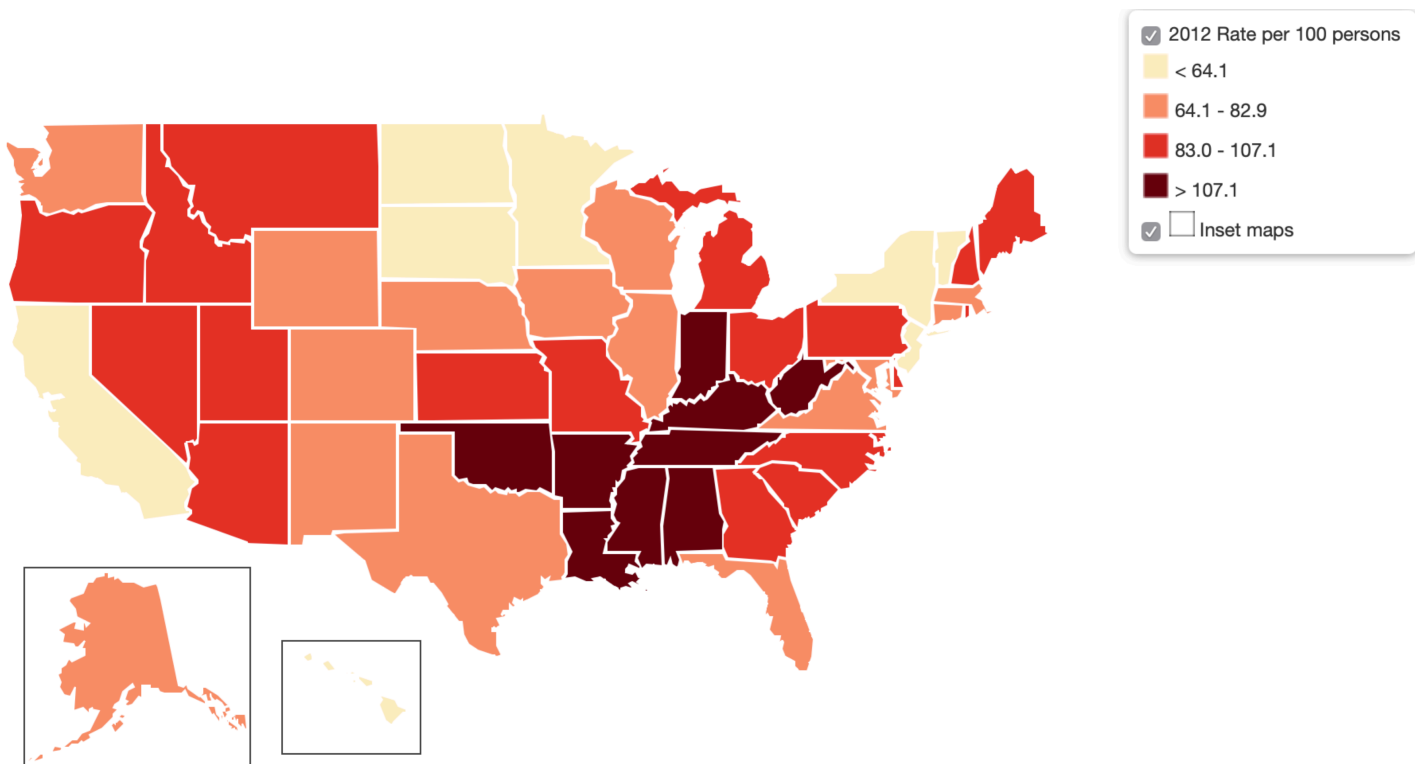 2012 Rate per 100 persons
< 64.1
64.1 - 82.9
83.0 - 107.1
> 107.1
Inset maps